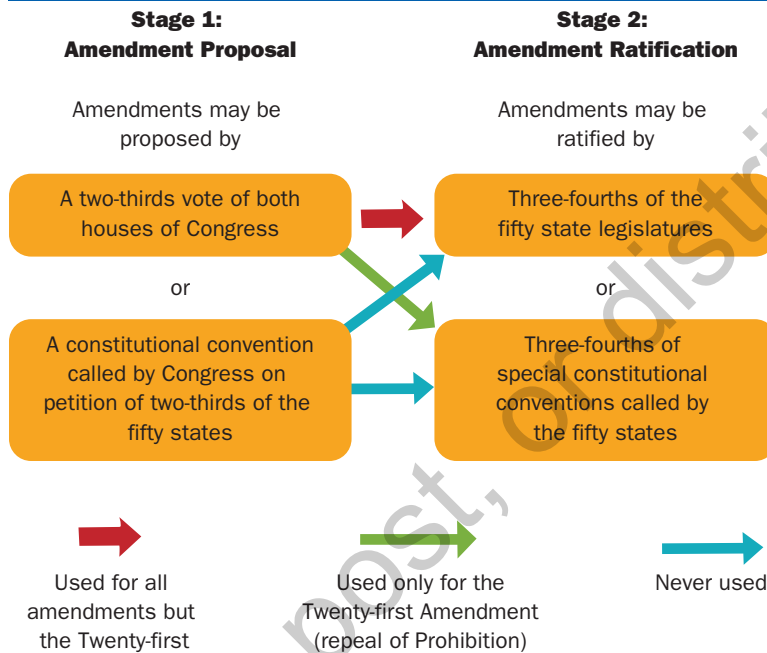 Stage 1:
Amendment Proposal
Amendments may be
proposed by
A two-thirds vote of both
houses of Congress
or
A constitutional convention
called by Congress on
petition of two-thirds of the
fifty states
Stage 2:
Amendment Ratification
Amendments may be
ratified by
Three-fourths of the
fifty state legislatures
or
Three-fourths of
special constitutional
conventions called by
the fifty states
Used for all
amendments but
the Twenty-first
Used only for the
Twenty-first Amendment
(repeal of Prohibition)
Never used
post, or distri